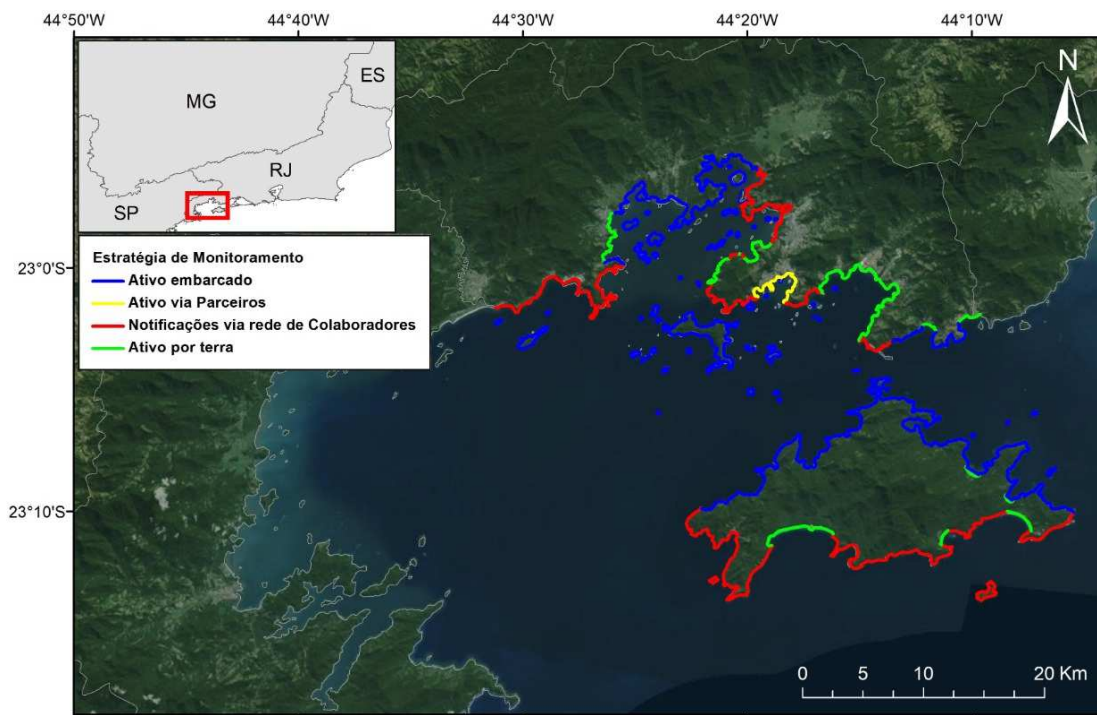 44°50'W 44°40'W 44°30'W 44°20'W 44°10'W
N
ES
MG
RJ
SP
23°0'S
Estratégia de Monitoramento
Ativo embarcado
Ativo via Parceiros
Notificações via rede de Colaboradores
Ativo por terra
23°10'S
0 5 10 20 Km